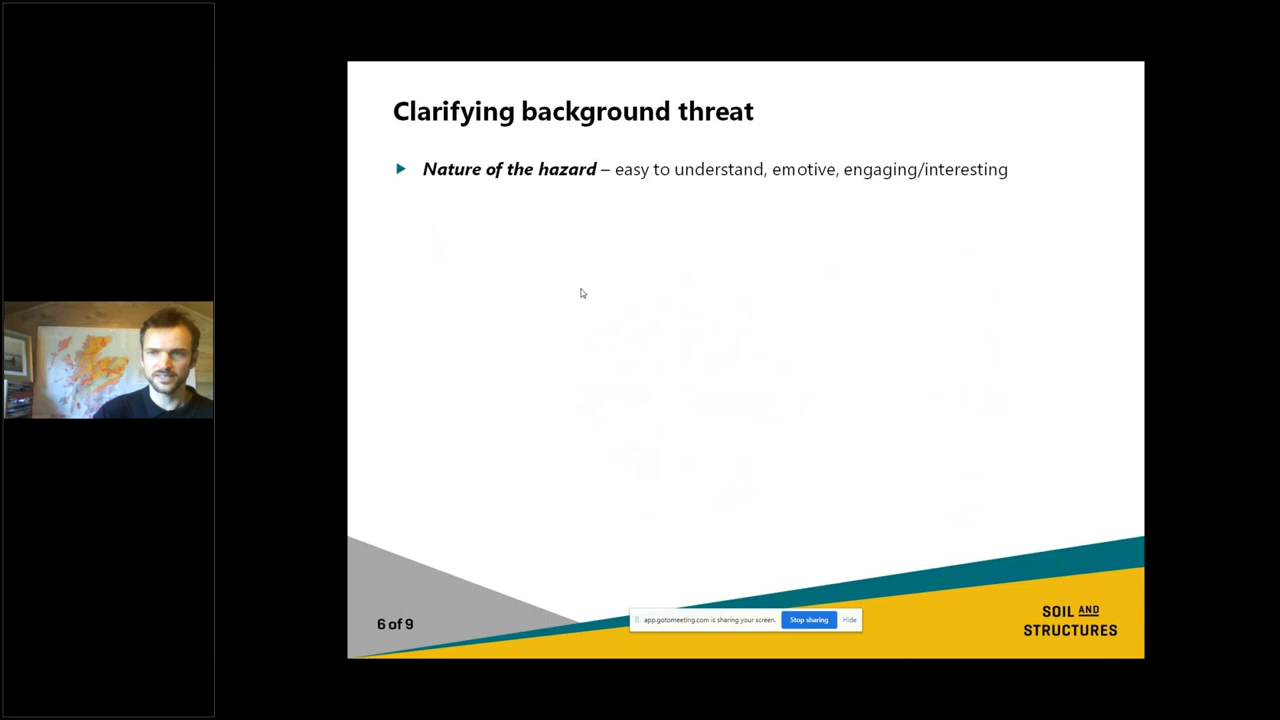 Clarifying background threat
Nature of the hazard – easy to understand, emotive, engaging/interesting
6 of 9
app.gotomeeting.com is sharing your screen.
Stop sharing
Hide
SOIL AND
STRUCTURES